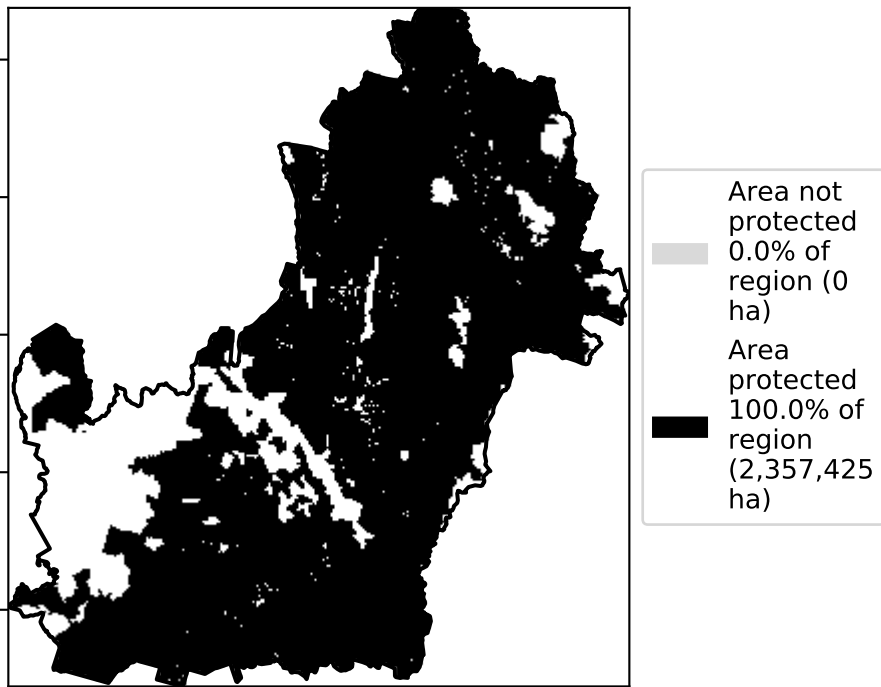 Area not
protected
0.0% of
region (0
ha)
Area
protected
100.0% of
region
(2,357,425
ha)